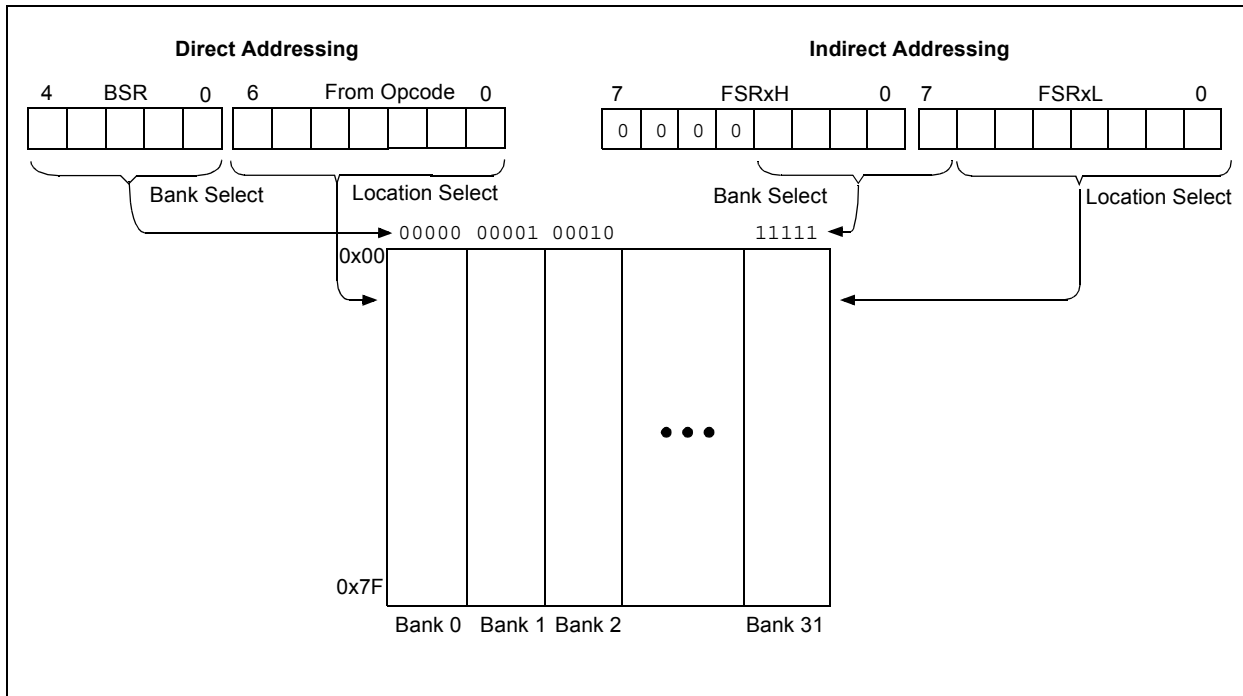 Direct Addressing
Indirect Addressing
4 BSR 0 6 From Opcode 0
7 FSRxH 0 7 FSRxL 0
0 0 0 0
Bank Select
Location Select
Bank Select
Location Select
00000 00001 00010 11111
0x00
0x7F
Bank 0 Bank 1 Bank 2 Bank 31